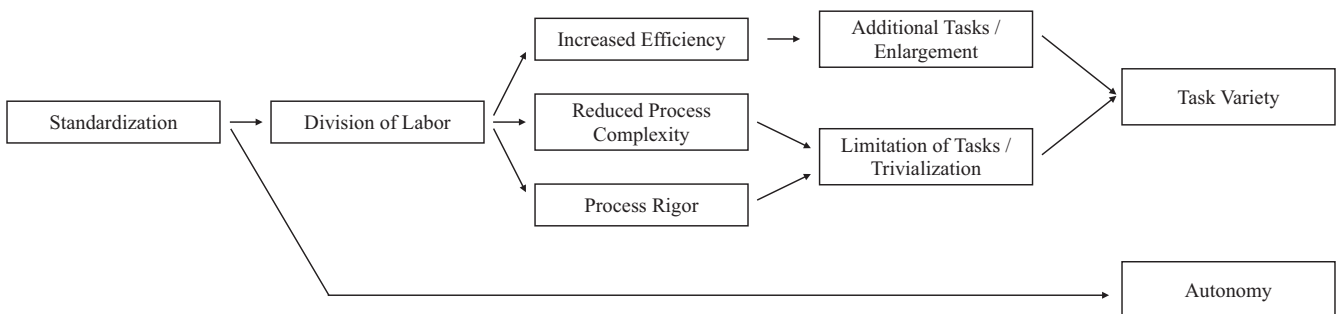 Standardization
Division of Labor
Increased Efficiency
Reduced Process
Complexity
Process Rigor
Additional Tasks /
Enlargement
Limitation of Tasks /
Trivialization
Task Variety
Autonomy